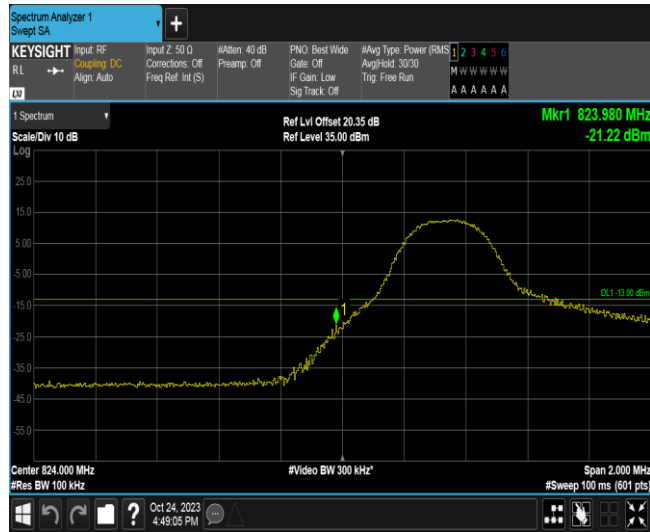 Spectrum Analyzer 1
Swept SA
KEYSIGHT Input: RF Input Z: 50 Ω #Atten: 40 dB PNO: Best Wide #Avg Type: Power (RMS 1 2 3 4 5 6
RL Coupling: DC Corrections: Off Preamp: Off Gate: Off Avg|Hold: 30/30 M W W W W W
Align: Auto Freq Ref: Int (S) IF Gain: Low Trig: Free Run
LXI Sig Track: Off A A A A A A
1 Spectrum Ref Lvl Offset 20.35 dB Mkr1 823.980 MHz
Scale/Div 10 dB Ref Level 35.00 dBm -21.22 dBm
Log
25.0
15.0
5.00
-5.00
DL1 -13.00 dBm
-15.0
1
-25.0
-35.0
-45.0
-55.0
Center 824.000 MHz #Video BW 300 kHz* Span 2.000 MHz
#Res BW 100 kHz #Sweep 100 ms (601 pts)
? Oct 24, 2023
4:49:05 PM